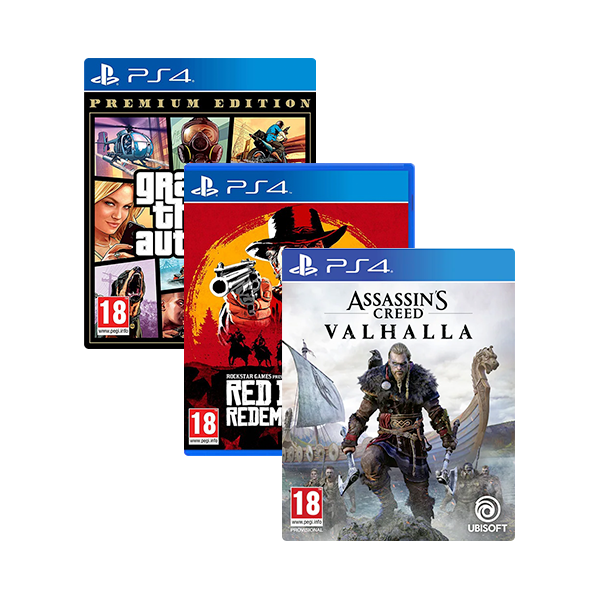 PS4
PREMIUM EDITION
gra
th
aut
18
www.pegi.info
PS4
ROCKSTAR GAMES PRE
RED
REDEM
18
www.pegi.info
PS4
ASSASSIN'S
CREED
VALHALLA
18
www.pegi.info
PROVISIONAL
UBISOFT